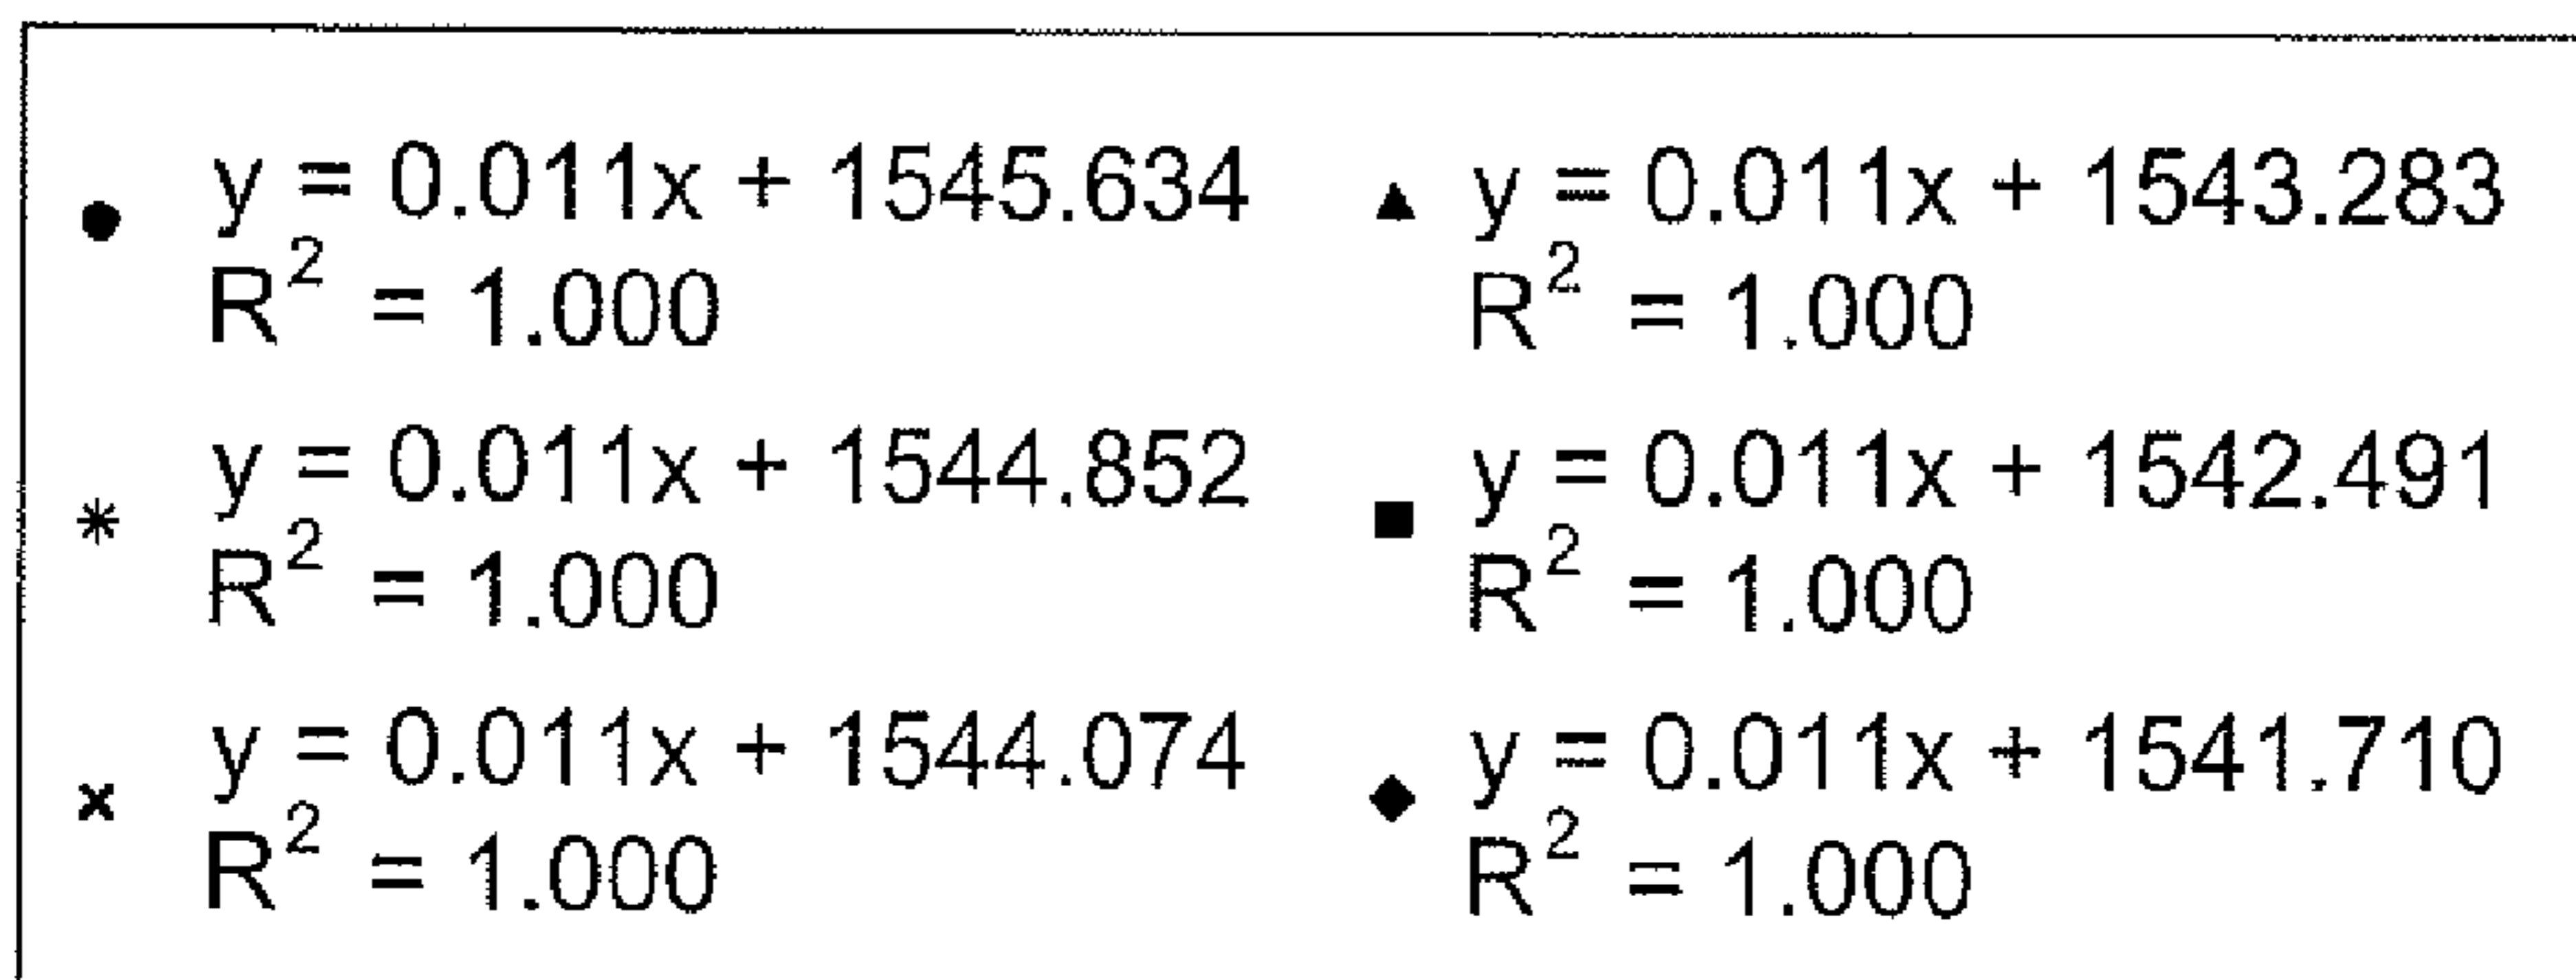 ● y = 0.011x + 1545.634
R² = 1.000
* y = 0.011x + 1544.852
R² = 1.000
x y = 0.011x + 1544.074
R² = 1.000
▲ y = 0.011x + 1543.283
R² = 1.000
■ y = 0.011x + 1542.491
R² = 1.000
◆ y = 0.011x + 1541.710
R² = 1.000